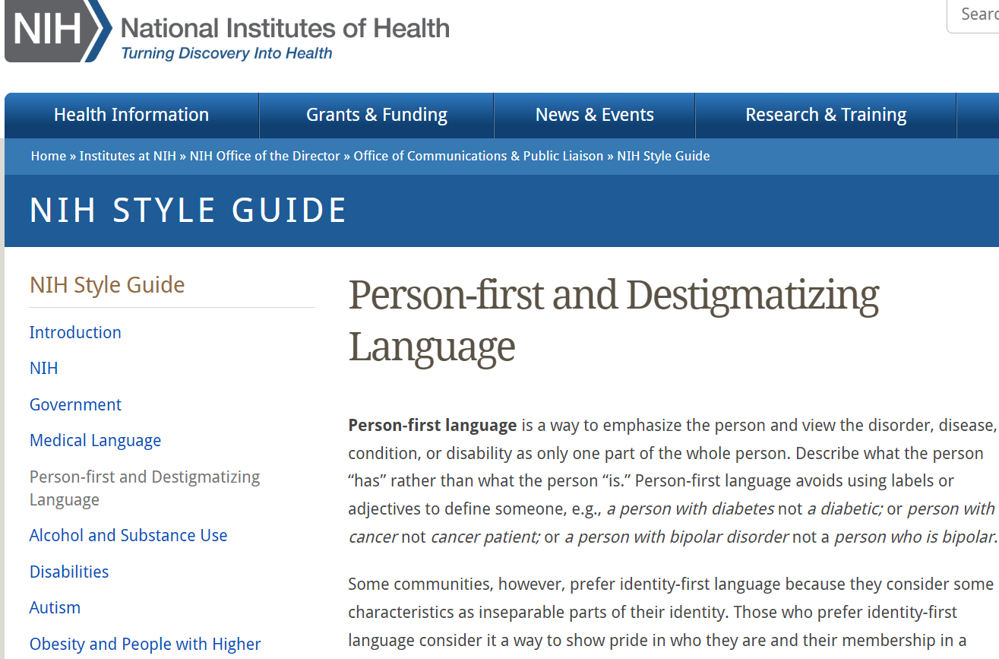 NIH National Institutes of Health
Turning Discovery Into Health
Health Information Grants & Funding News & Events Research & Training
Home » Institutes at NIH » NIH Office of the Director » Office of Communications & Public Liaison » NIH Style Guide
NIH STYLE GUIDE
NIH Style Guide
Introduction
NIH
Government
Medical Language
Person-first and Destigmatizing
Language
Alcohol and Substance Use
Disabilities
Autism
Obesity and People with Higher
Person-first and Destigmatizing
Language
Person-first language is a way to emphasize the person and view the disorder, disease,
condition, or disability as only one part of the whole person. Describe what the person
“has” rather than what the person “is.” Person-first language avoids using labels or
adjectives to define someone, e.g., a person with diabetes not a diabetic; or person with
cancer not cancer patient; or a person with bipolar disorder not a person who is bipolar.
Some communities, however, prefer identity-first language because they consider some
characteristics as inseparable parts of their identity. Those who prefer identity-first
language consider it a way to show pride in who they are and their membership in a